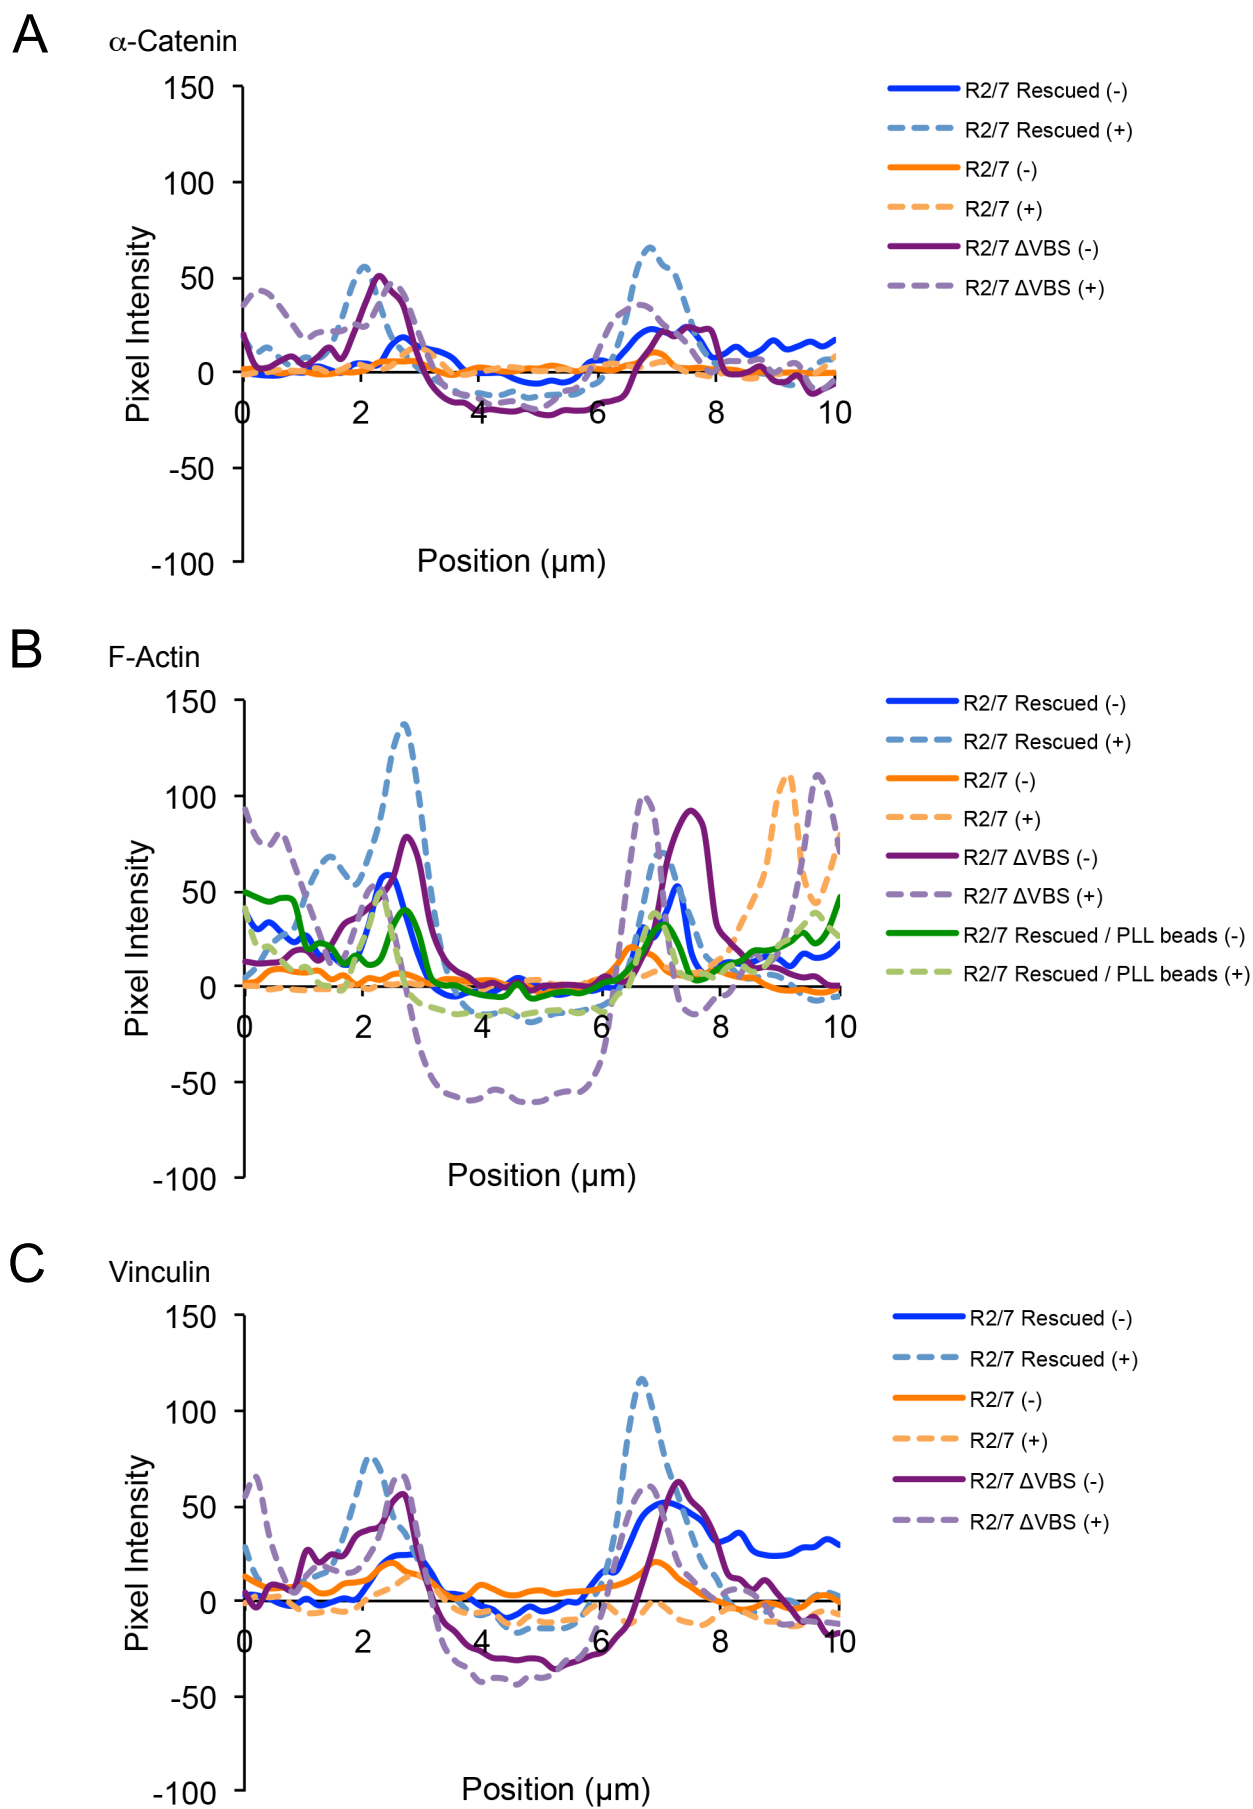 A
α-Catenin
150
100
50
0
-50
-100
Pixel Intensity
0 2 4 6 8 10
Position (µm)
R2/7 Rescued (-)
R2/7 Rescued (+)
R2/7 (-)
R2/7 (+)
R2/7 ΔVBS (-)
R2/7 ΔVBS (+)
B
F-Actin
150
100
50
0
-50
-100
Pixel Intensity
0 2 4 6 8 10
Position (µm)
R2/7 Rescued (-)
R2/7 Rescued (+)
R2/7 (-)
R2/7 (+)
R2/7 ΔVBS (-)
R2/7 ΔVBS (+)
R2/7 Rescued / PLL beads (-)
R2/7 Rescued / PLL beads (+)
C
Vinculin
150
100
50
0
-50
-100
Pixel Intensity
0 2 4 6 8 10
Position (µm)
R2/7 Rescued (-)
R2/7 Rescued (+)
R2/7 (-)
R2/7 (+)
R2/7 ΔVBS (-)
R2/7 ΔVBS (+)